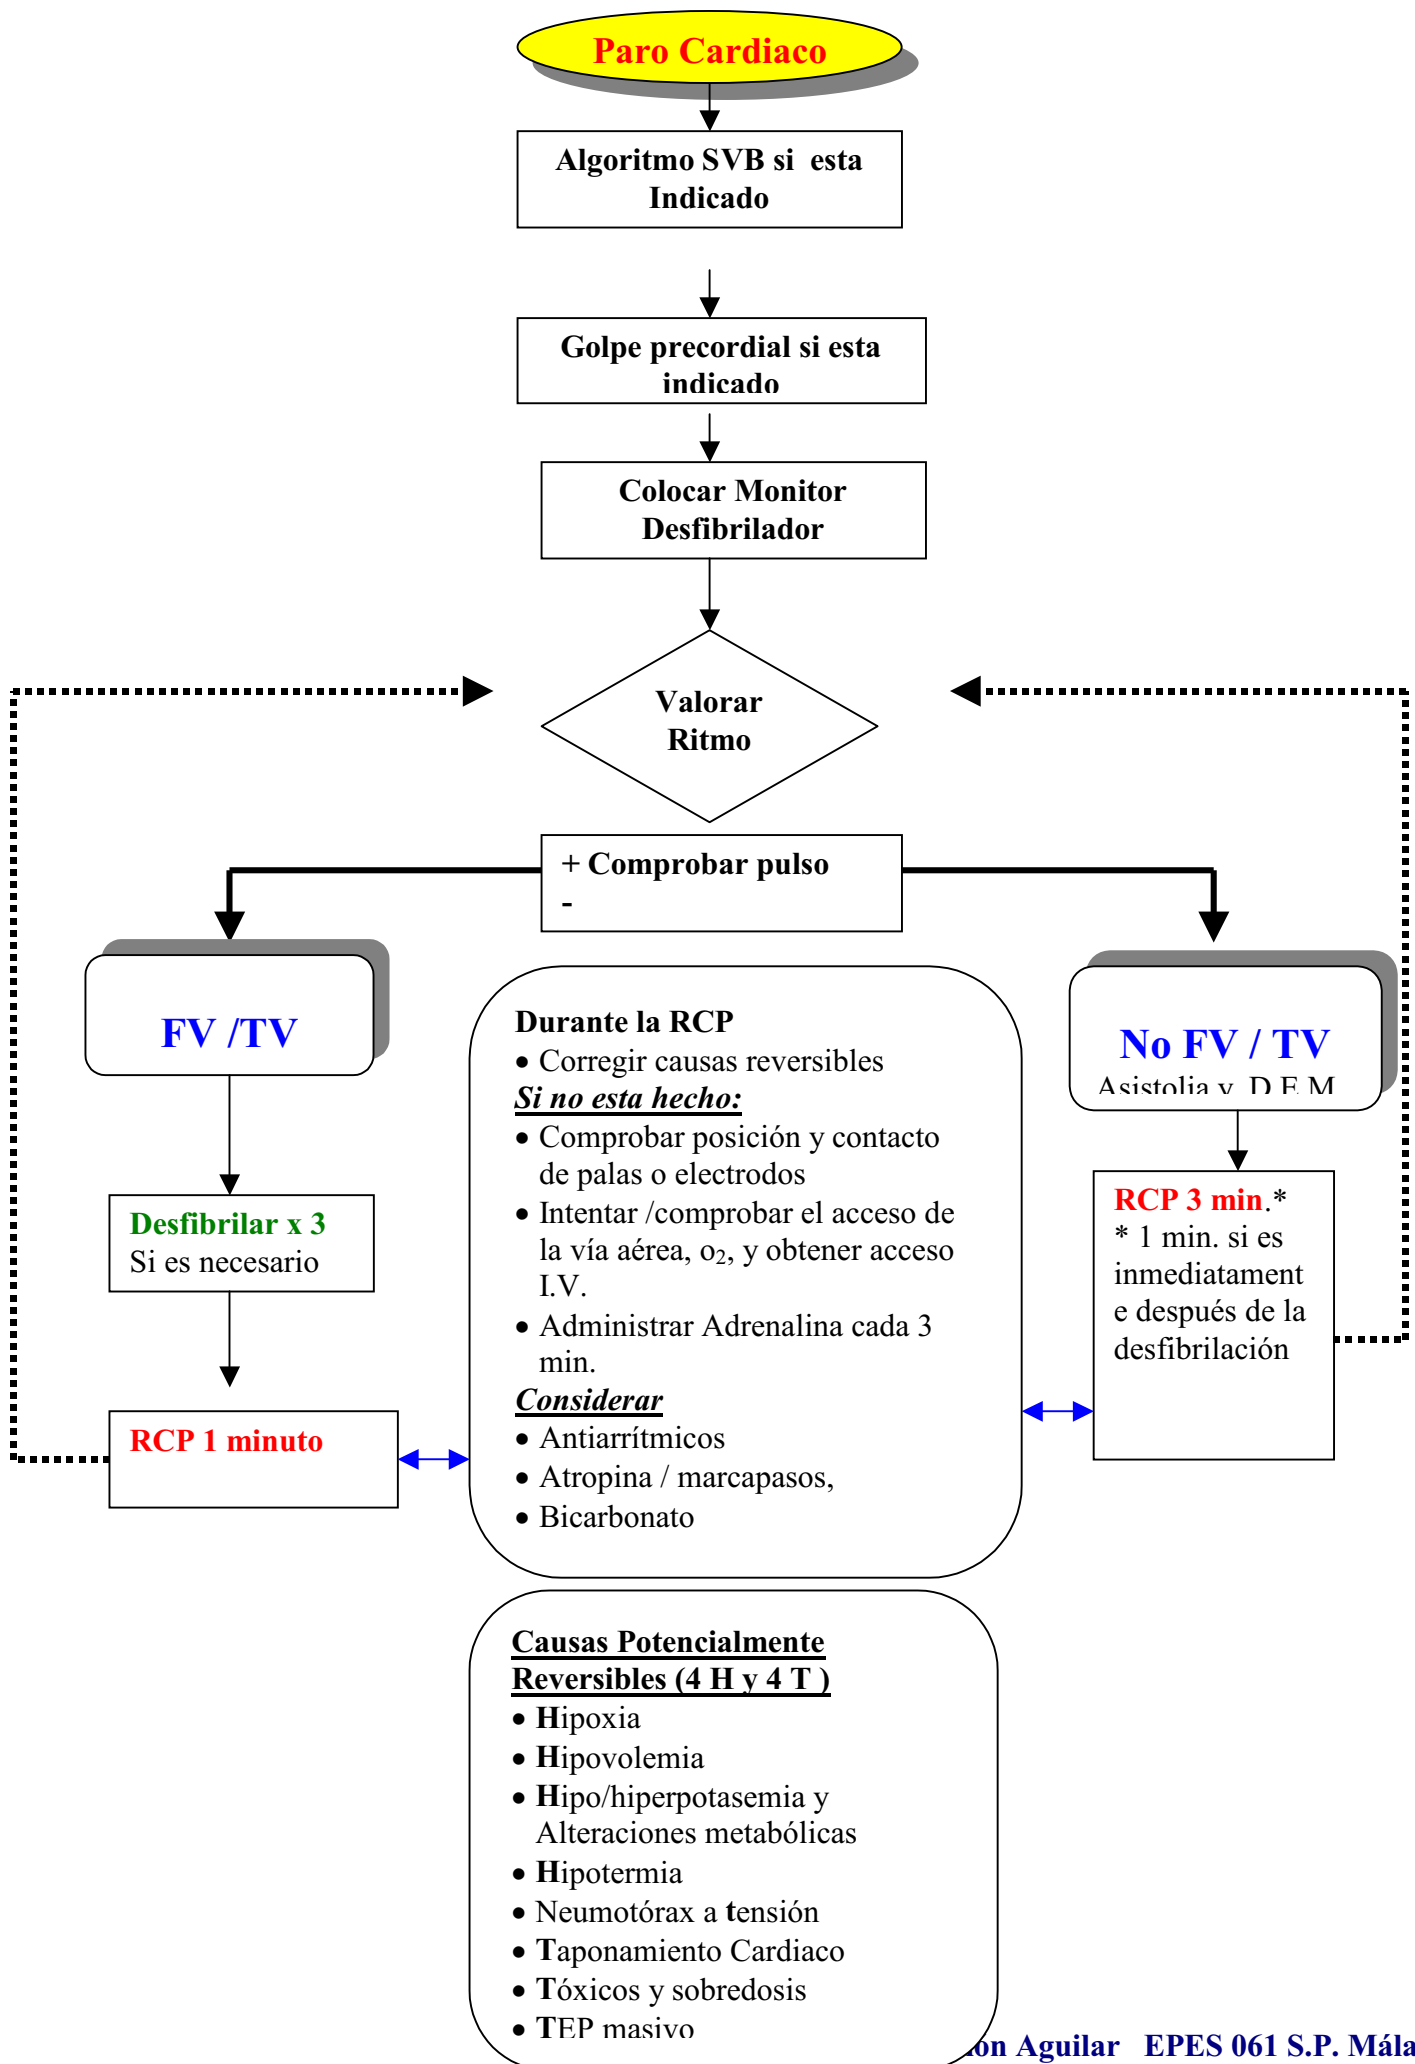 Paro Cardiaco
Algoritmo SVB si esta
Indicado
Golpe precordial si esta
indicado
Colocar Monitor
Desfibrilador
Valorar
Ritmo
+ Comprobar pulso
-
FV /TV
Desfibrilar x 3
Si es necesario
RCP 1 minuto
Durante la RCP
• Corregir causas reversibles
Si no esta hecho:
• Comprobar posición y contacto
de palas o electrodos
• Intentar /comprobar el acceso de
la vía aérea, o₂, y obtener acceso
I.V.
• Administrar Adrenalina cada 3
min.
Considerar
• Antiarrítmicos
• Atropina / marcapasos,
• Bicarbonato
No FV / TV
Asistolia y D E M
RCP 3 min.*
* 1 min. si es
inmediatament
e después de la
desfibrilación
Causas Potencialmente
Reversibles (4 H y 4 T )
• Hipoxia
• Hipovolemia
• Hipo/hiperpotasemia y
Alteraciones metabólicas
• Hipotermia
• Neumotórax a tensión
• Taponamiento Cardiaco
• Tóxicos y sobredosis
• TEP masivo
Aguilar EPES 061 S.P.